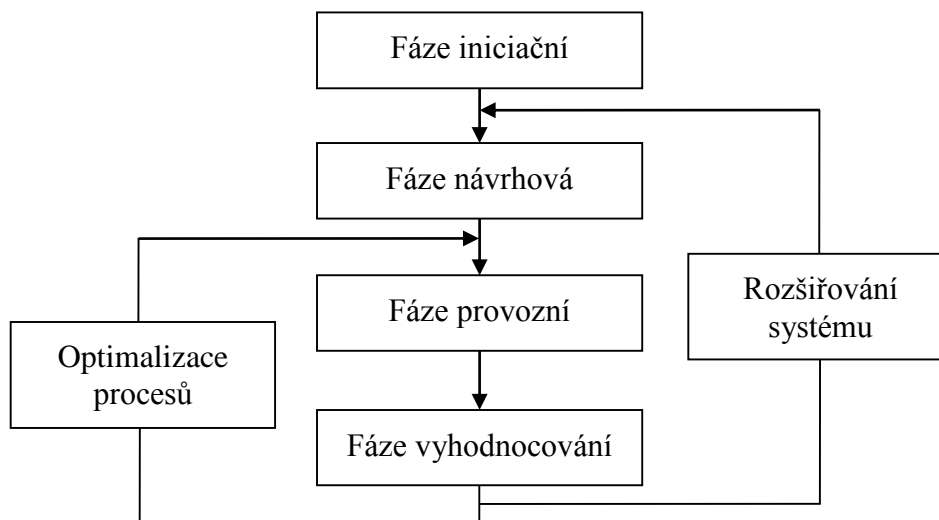 Fáze iniciační
Fáze návrhová
Fáze provozní
Rozšiřování
systému
Optimalizace
procesů
Fáze vyhodnocování